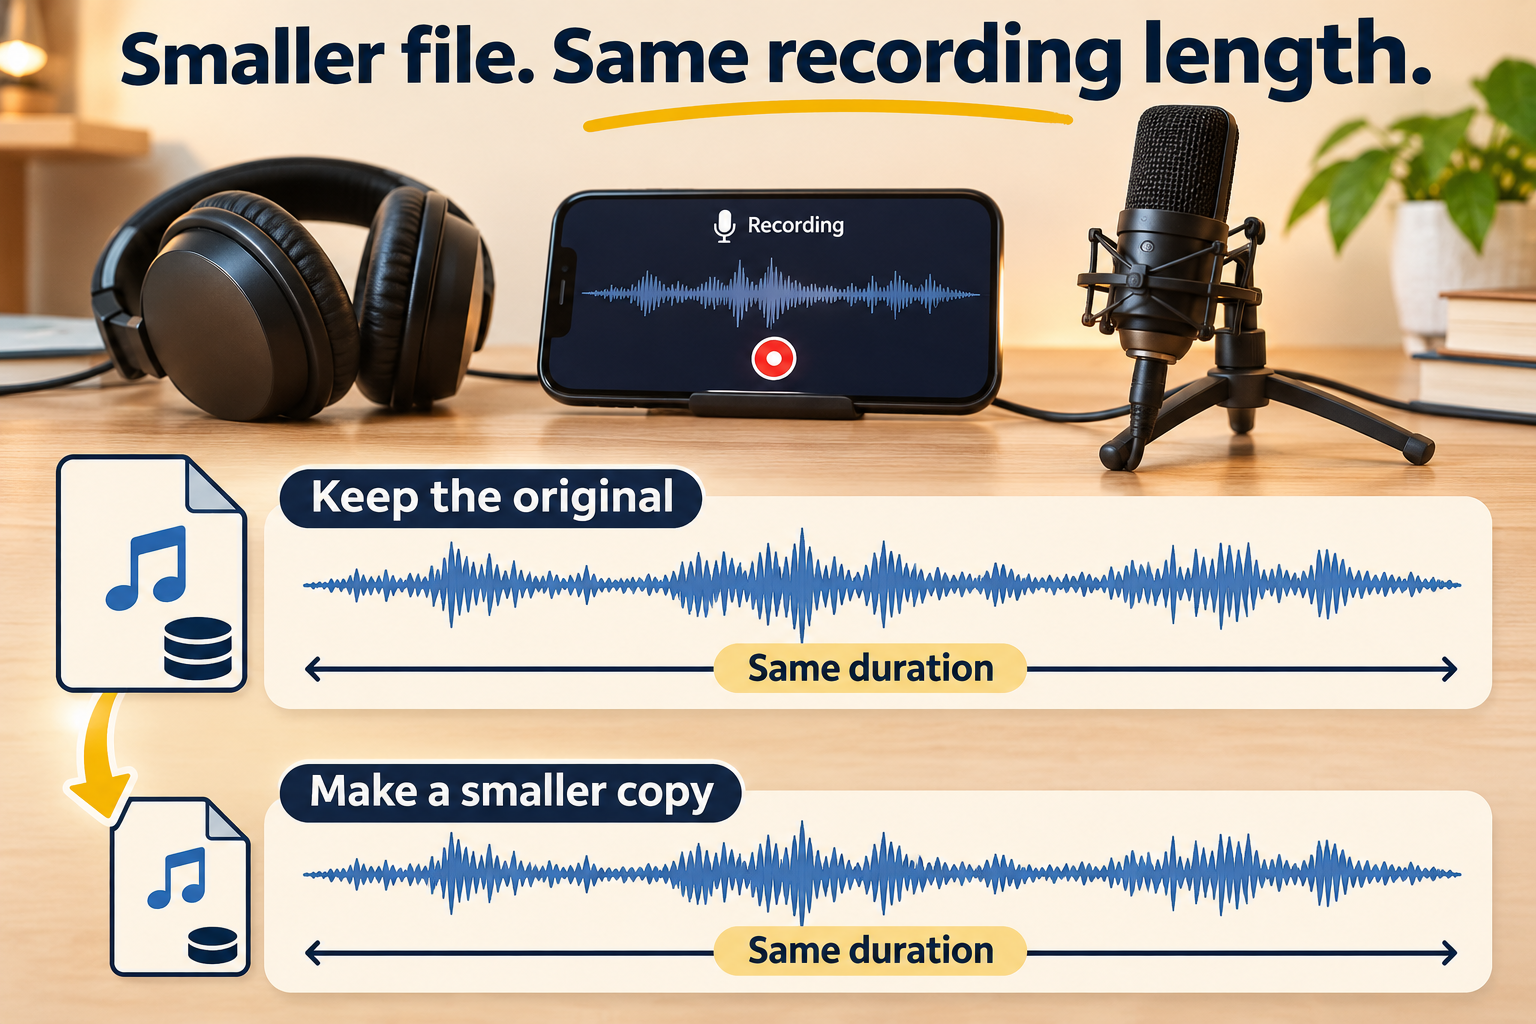 Smaller file. Same recording length.
Recording
Keep the original
Same duration
Make a smaller copy
Same duration